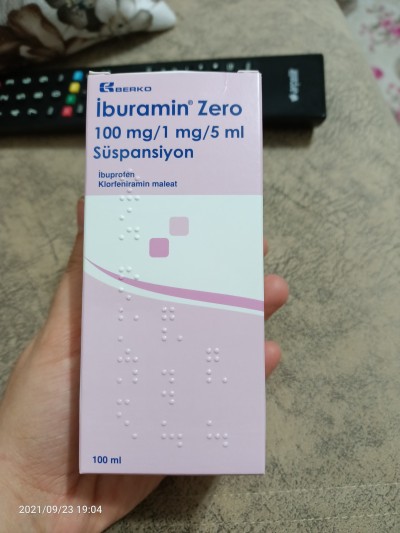 BERKO
İburamin® Zero
100 mg/1 mg/5 ml
Süspansiyon
İbuprofen
Klorfeniramin maleat
100 ml
2021/09/23 19:04